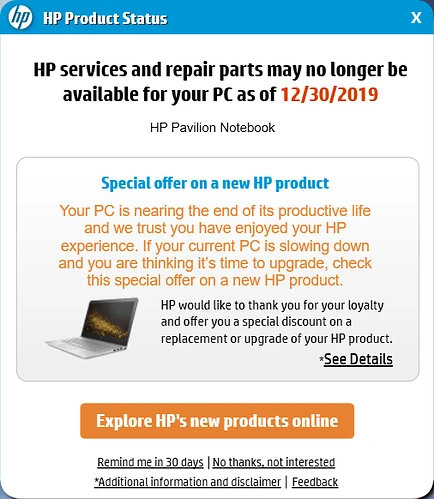 hp HP Product Status X
HP services and repair parts may no longer be
available for your PC as of 12/30/2019
HP Pavilion Notebook
Special offer on a new HP product
Your PC is nearing the end of its productive life
and we trust you have enjoyed your HP
experience. If your current PC is slowing down
and you are thinking it's time to upgrade, check
this special offer on a new HP product.
HP would like to thank you for your loyalty
and offer you a special discount on a
replacement or upgrade of your HP product.
*See Details
Explore HP's new products online
Remind me in 30 days | No thanks, not interested
*Additional information and disclaimer | Feedback